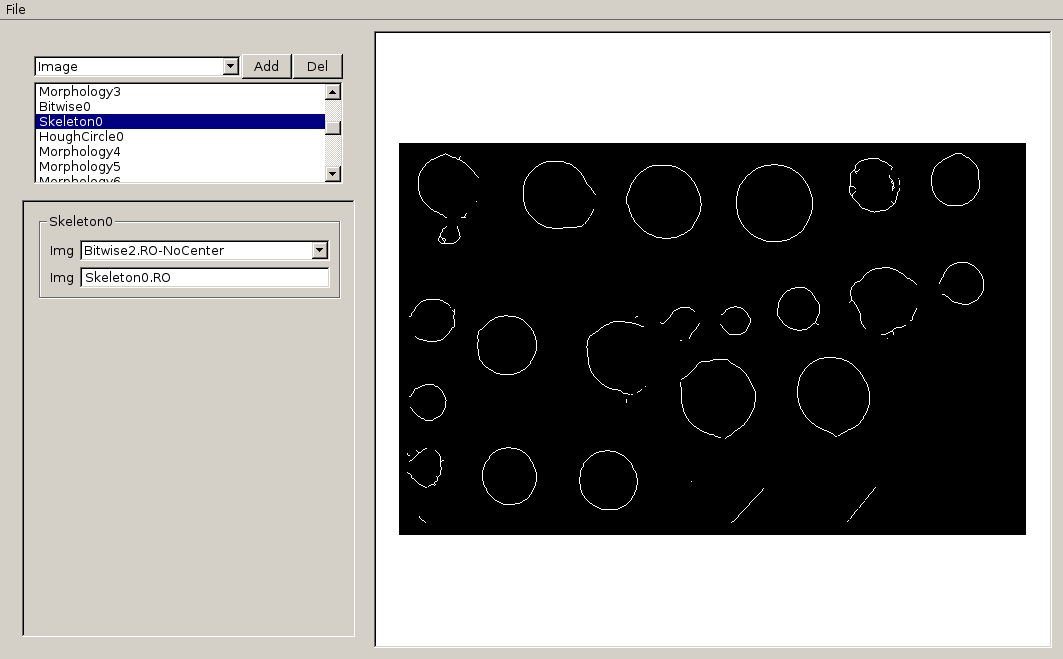 File
Image Add Del
Morphology3
Bitwise0
Skeleton0
HoughCircle0
Morphology4
Morphology5
Morphology6
Skeleton0
Img Bitwise2.RO-NoCenter
Img Skeleton0.RO